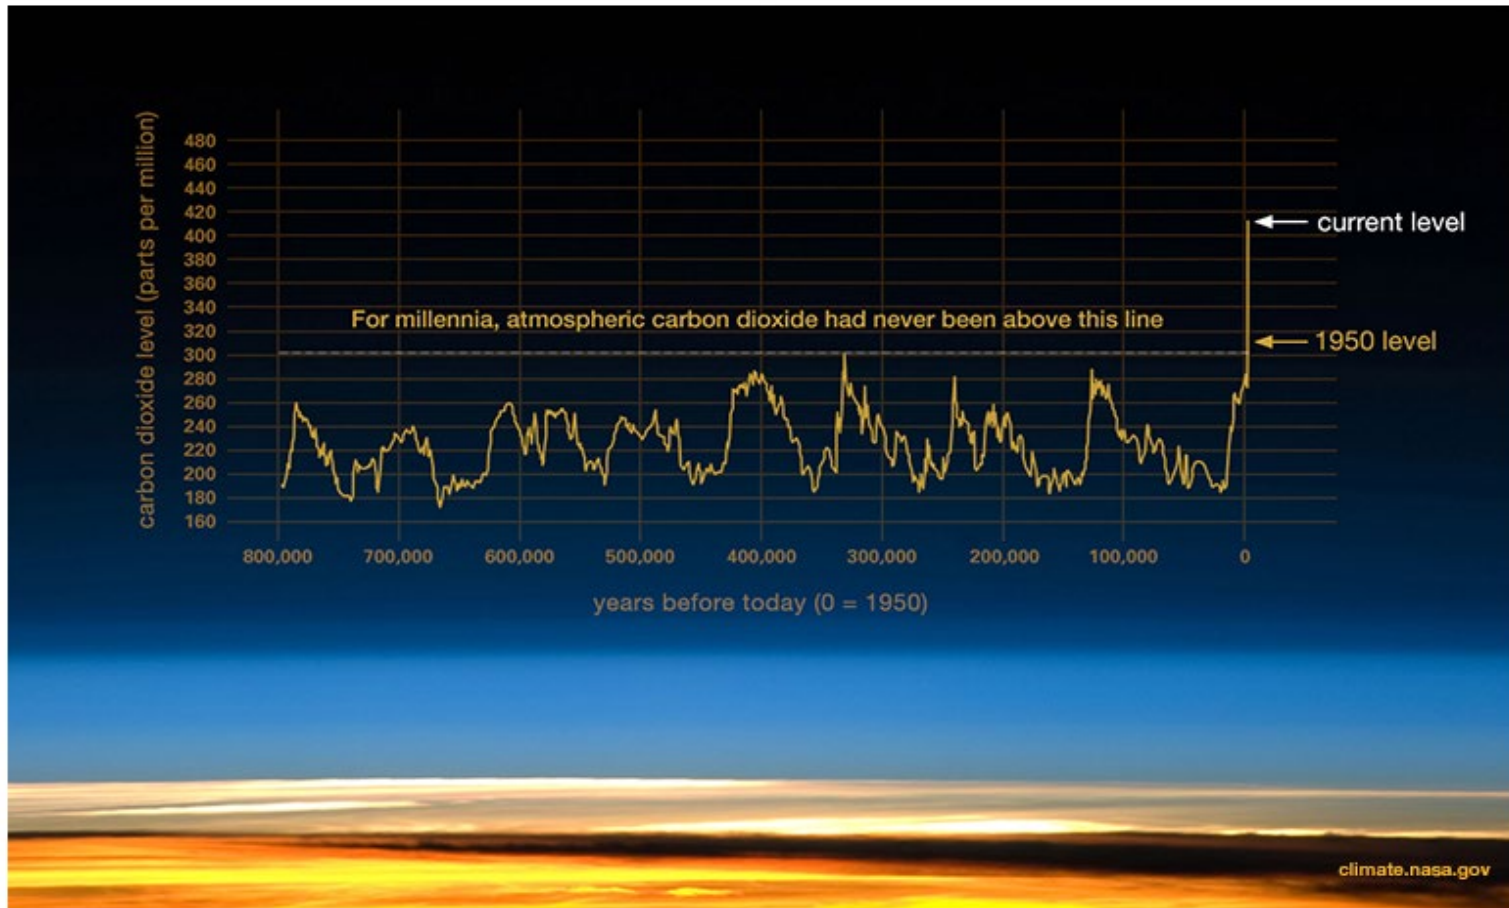 carbon dioxide level (parts per million)
480
460
440
420
400
380
360
340
320
300
280
260
240
220
200
180
160
For millennia, atmospheric carbon dioxide had never been above this line
current level
1950 level
800,000 700,000 600,000 500,000 400,000 300,000 200,000 100,000 0
years before today (0 = 1950)
climate.nasa.gov